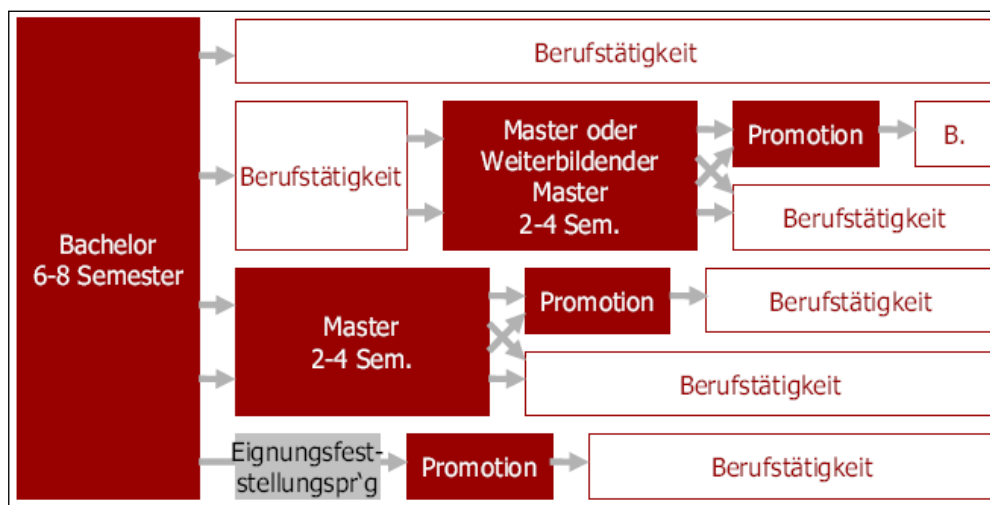 Berufstätigkeit
Berufstätigkeit
Master oder
Weiterbildender
Master
2-4 Sem.
Promotion
B.
Berufstätigkeit
Bachelor
6-8 Semester
Master
2-4 Sem.
Promotion
Berufstätigkeit
Berufstätigkeit
Eignungsfest-
stellungspr'g
Promotion
Berufstätigkeit